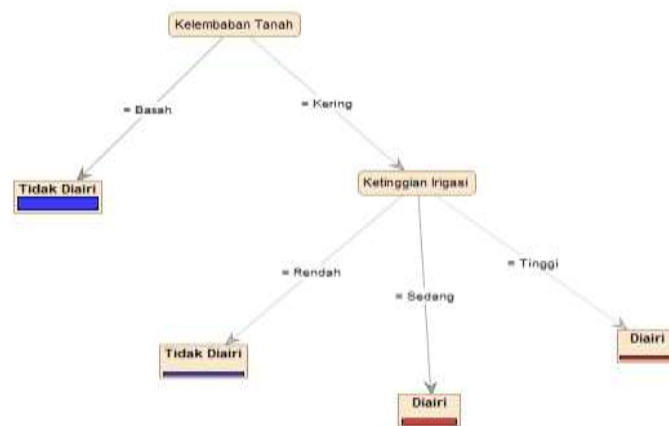 Kelembaban Tanah
= Basah
= Kering
Tidak Diairi
Ketinggian Irigasi
= Rendah
= Sedang
= Tinggi
Tidak Diairi
Diairi
Diairi